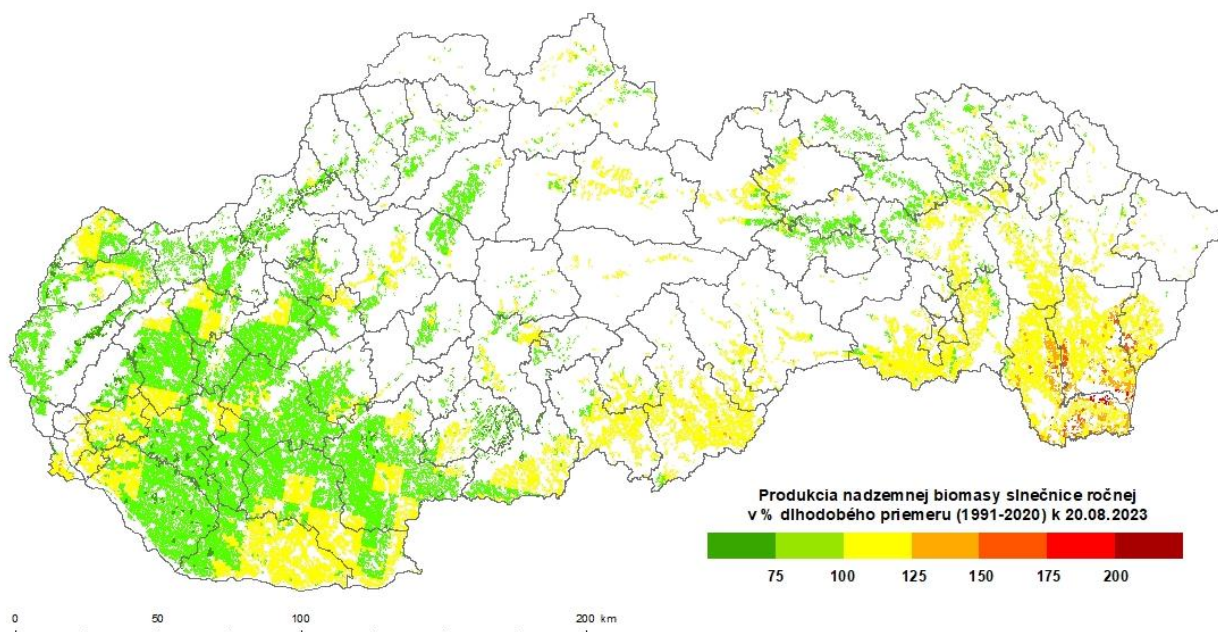 Produkcia nadzemnej biomasy slnečnice ročnej
v % dlhodobého priemeru (1991-2020) k 20.08.2023
75 100 125 150 175 200
0 50 100 200 km